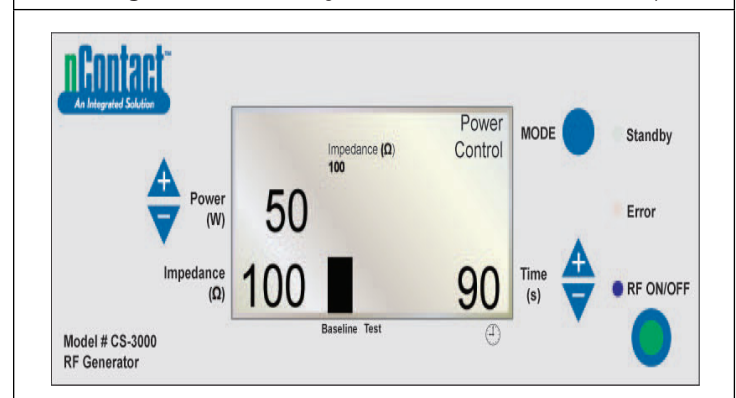 nContact™
An Integrated Solution
Power
Control
Impedance (Ω)
100
MODE
Standby
Power
(W)
50
Error
Impedance
(Ω)
100
90
Time
(s)
RF ON/OFF
Baseline Test
Model # CS-3000
RF Generator